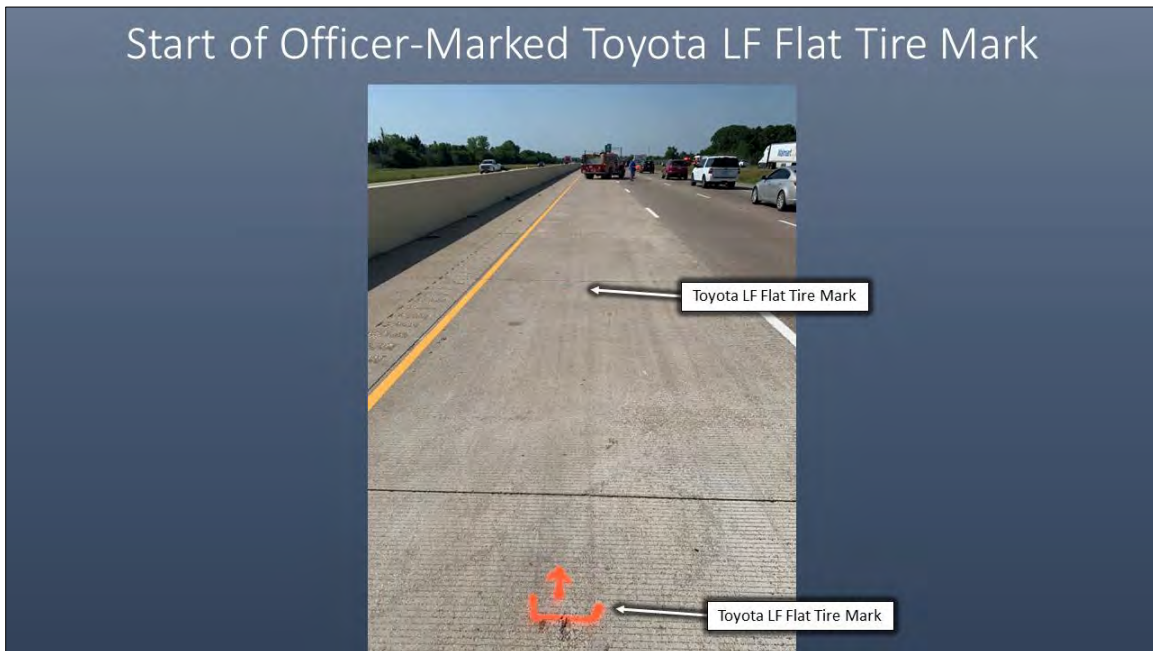 Start of Officer-Marked Toyota LF Flat Tire Mark
Walmart
Toyota LF Flat Tire Mark
Toyota LF Flat Tire Mark